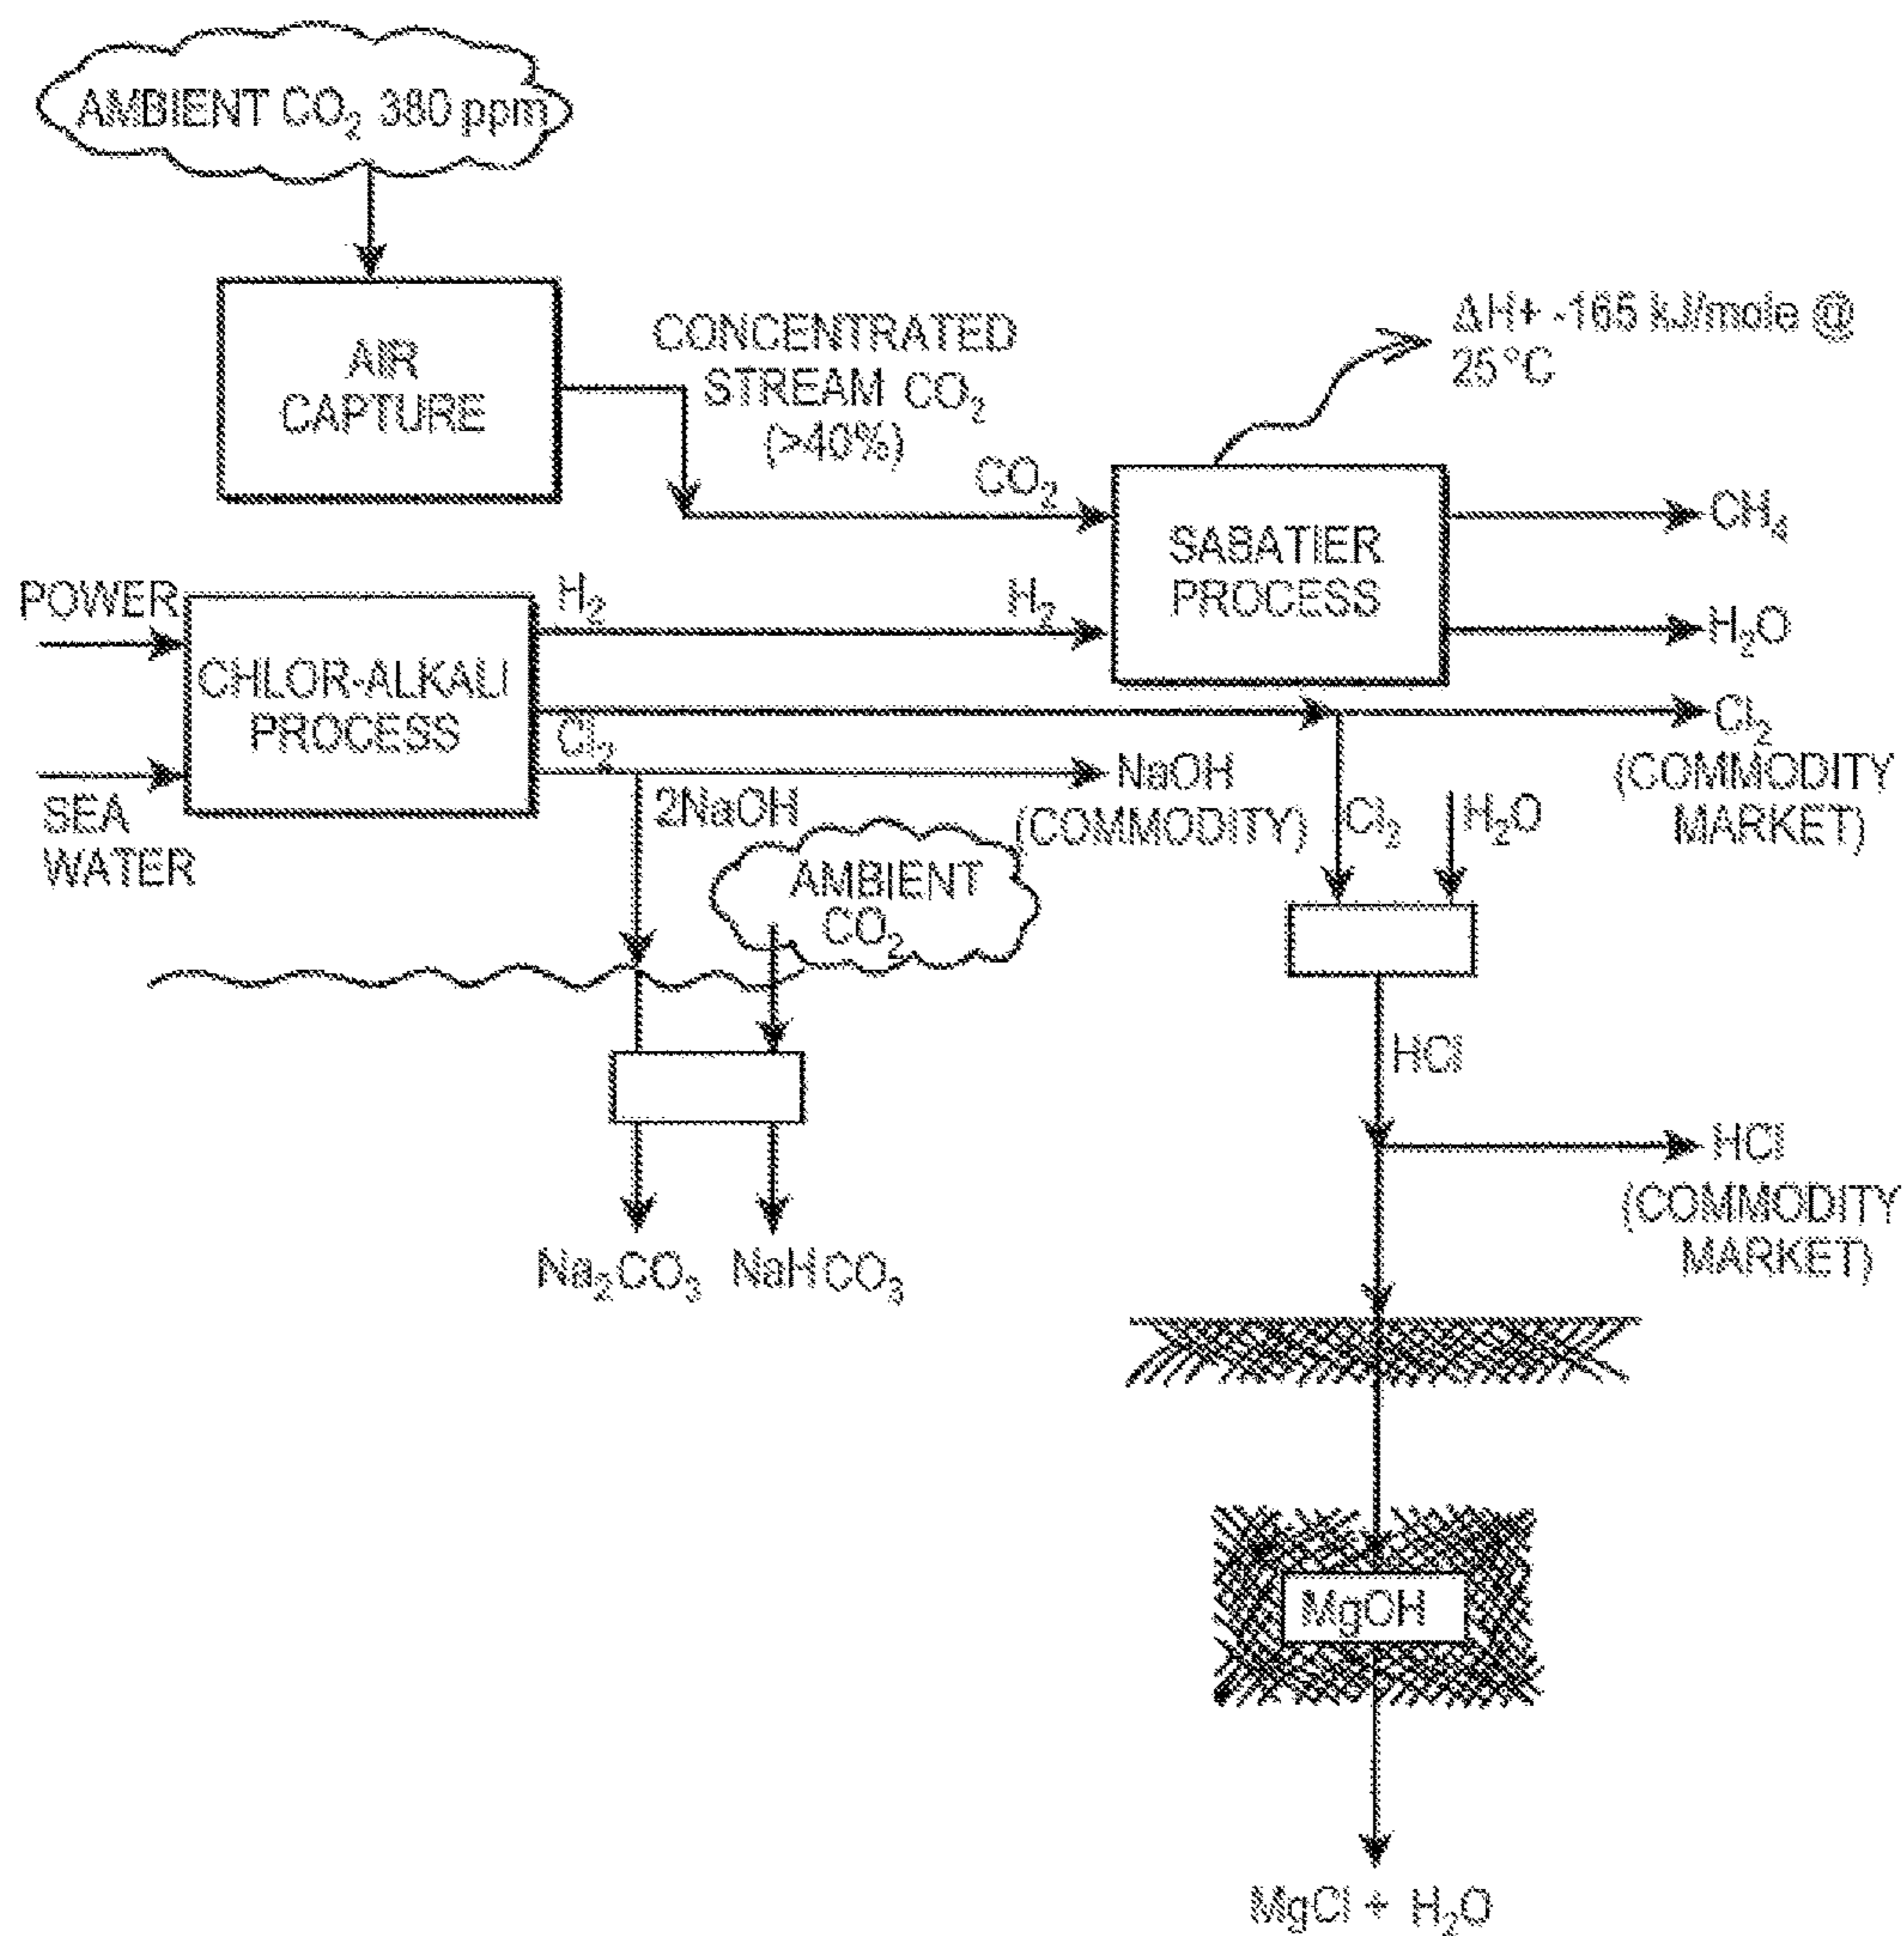 AMBIENT CO₂ 380 ppm
AIR
CAPTURE
CONCENTRATED
STREAM CO₂
(>40%)
ΔH+ -165 kJ/mole @
25°C
CO₂
SABATIER
PROCESS
CH₄
H₂O
POWER
H₂
H₂
CHLOR-ALKALI
PROCESS
SEA
WATER
Cl₂
Cl₂
(COMMODITY
MARKET)
2NaOH
NaOH
(COMMODITY)
Cl₂
H₂O
AMBIENT
CO₂
HCl
HCl
(COMMODITY
MARKET)
Na₂CO₃
NaHCO₃
MgOH
MgCl + H₂O